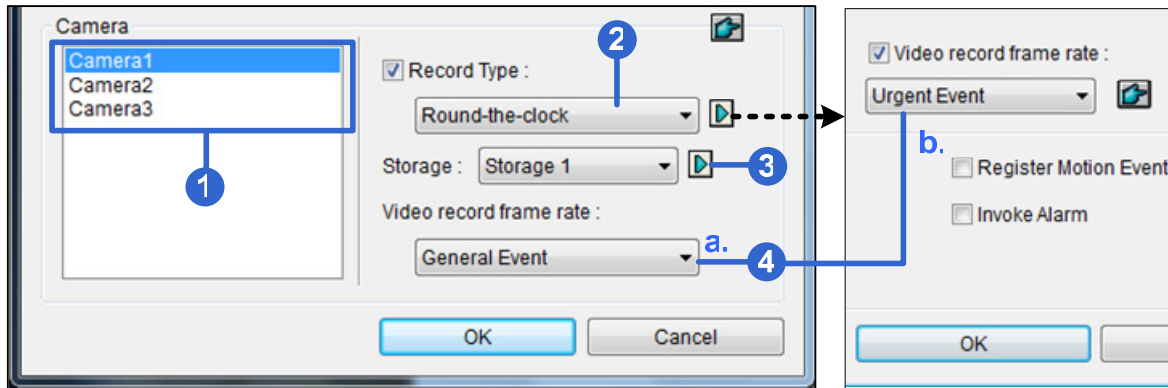 Camera
Camera1
Camera2
Camera3
1
2
Record Type :
Round-the-clock
Storage :
Storage 1
3
Video record frame rate :
General Event
a.
4
OK
Cancel
Video record frame rate :
Urgent Event
b.
Register Motion Event
Invoke Alarm
OK